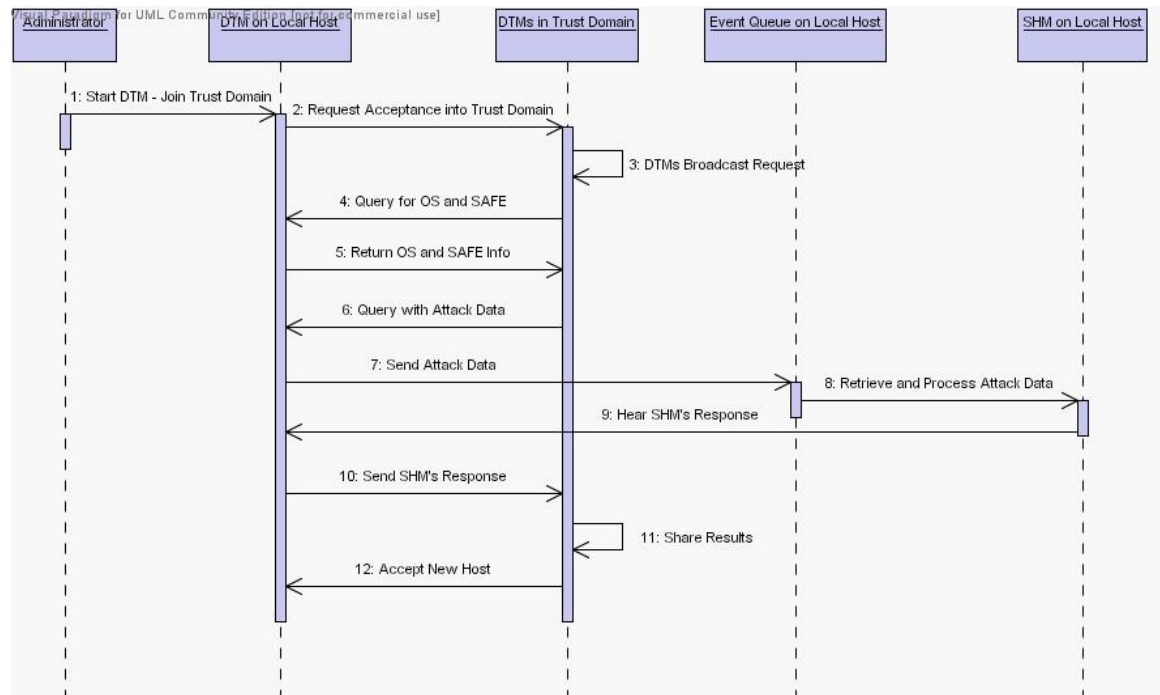 Visual Paradigm for UML Community Edition [not for commercial use]
Administrator
DTM on Local Host
DTMs in Trust Domain
Event Queue on Local Host
SHM on Local Host
1: Start DTM - Join Trust Domain
2: Request Acceptance into Trust Domain
3: DTMs Broadcast Request
4: Query for OS and SAFE
5: Return OS and SAFE Info
6: Query with Attack Data
7: Send Attack Data
8: Retrieve and Process Attack Data
9: Hear SHM's Response
10: Send SHM's Response
11: Share Results
12: Accept New Host